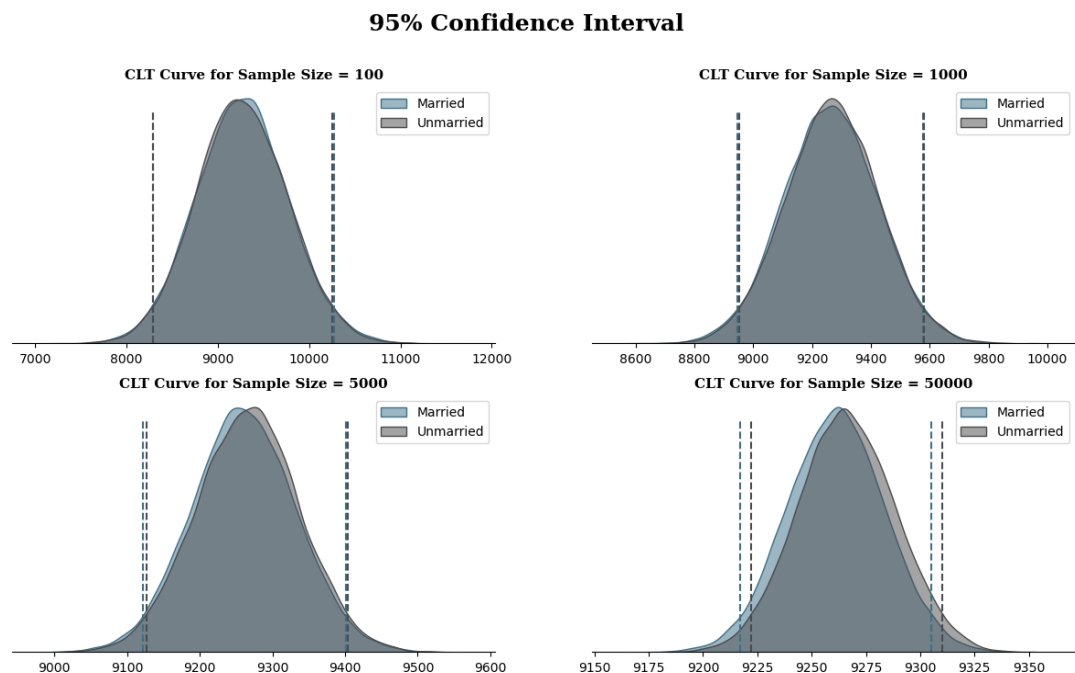 95% Confidence Interval
CLT Curve for Sample Size = 100
Married
Unmarried
7000 8000 9000 10000 11000 12000
CLT Curve for Sample Size = 1000
Married
Unmarried
8600 8800 9000 9200 9400 9600 9800 10000
CLT Curve for Sample Size = 5000
Married
Unmarried
9000 9100 9200 9300 9400 9500 9600
CLT Curve for Sample Size = 50000
Married
Unmarried
9150 9175 9200 9225 9250 9275 9300 9325 9350